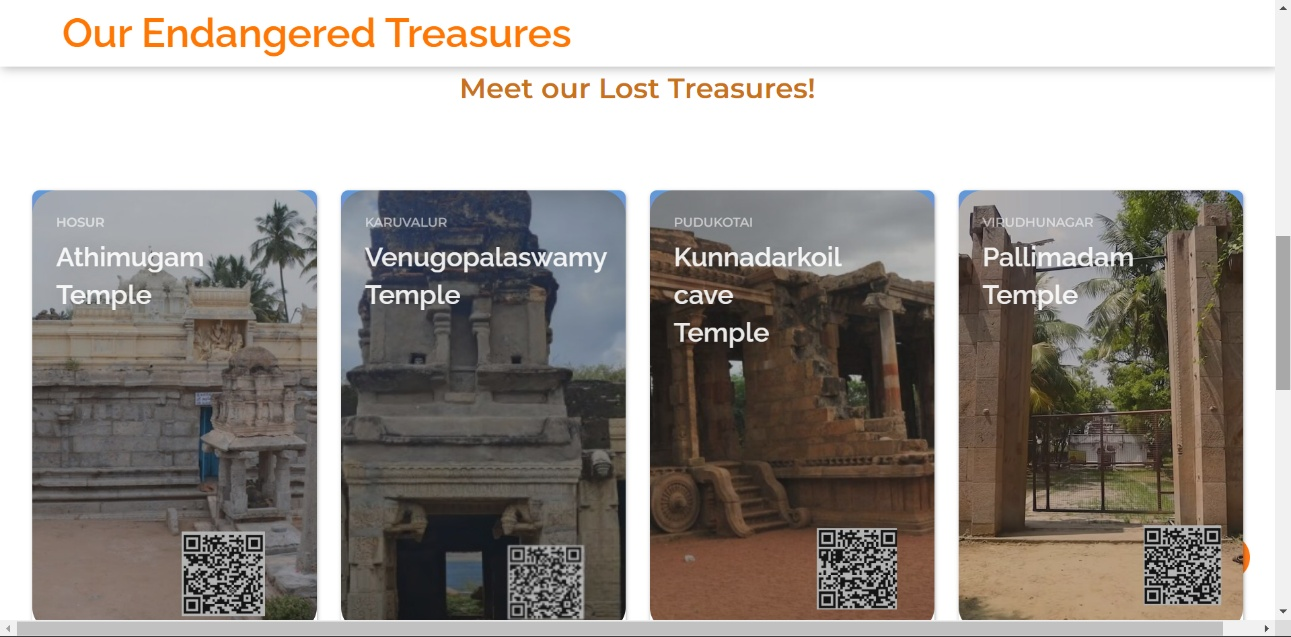 Our Endangered Treasures
Meet our Lost Treasures!
HOSUR
Athimugam
Temple
KARUVALUR
Venugopalaswamy
Temple
PUDUKOTAI
Kunnadarkoil
cave
Temple
VIRUDHUNAGAR
Pallimadam
Temple